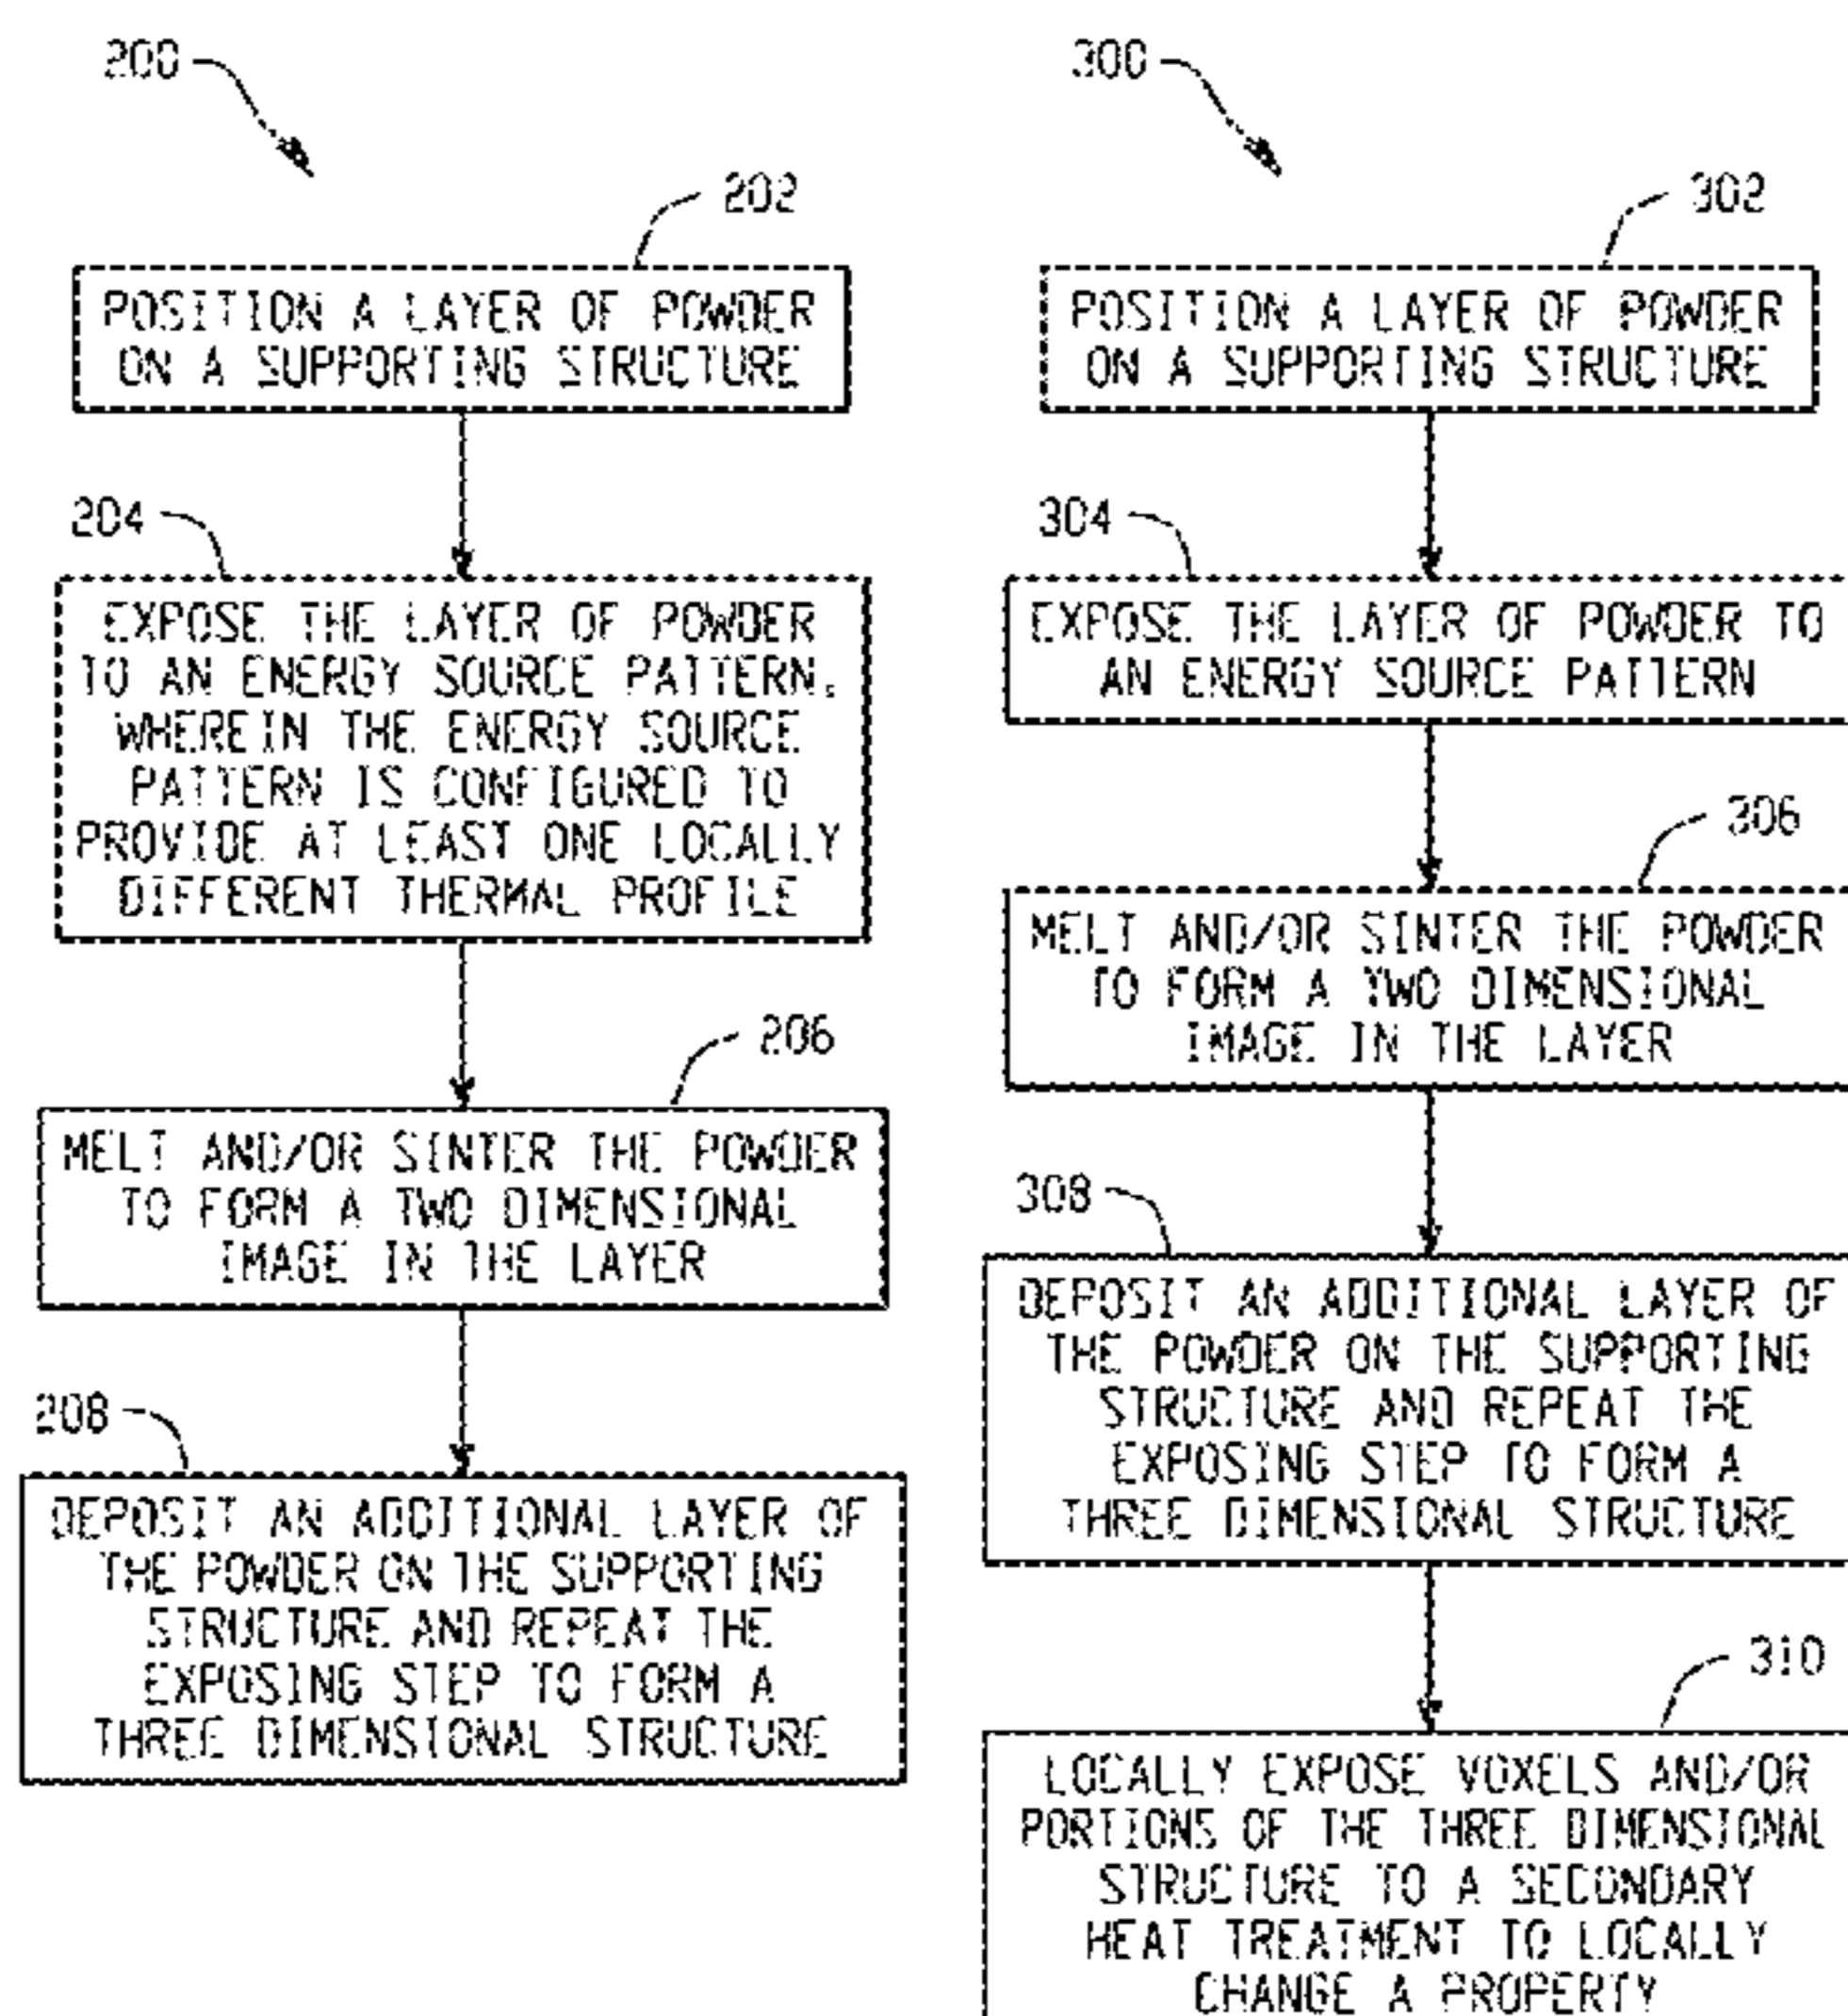 200
202
POSITION A LAYER OF POWDER
ON A SUPPORTING STRUCTURE
204
EXPOSE THE LAYER OF POWDER
TO AN ENERGY SOURCE PATTERN,
WHEREIN THE ENERGY SOURCE
PATTERN IS CONFIGURED TO
PROVIDE AT LEAST ONE LOCALLY
DIFFERENT THERMAL PROFILE
206
MELT AND/OR SINTER THE POWDER
TO FORM A TWO DIMENSIONAL
IMAGE IN THE LAYER
208
DEPOSIT AN ADDITIONAL LAYER OF
THE POWDER ON THE SUPPORTING
STRUCTURE AND REPEAT THE
EXPOSING STEP TO FORM A
THREE DIMENSIONAL STRUCTURE
300
302
POSITION A LAYER OF POWDER
ON A SUPPORTING STRUCTURE
304
EXPOSE THE LAYER OF POWDER TO
AN ENERGY SOURCE PATTERN
306
MELT AND/OR SINTER THE POWDER
TO FORM A TWO DIMENSIONAL
IMAGE IN THE LAYER
308
DEPOSIT AN ADDITIONAL LAYER OF
THE POWDER ON THE SUPPORTING
STRUCTURE AND REPEAT THE
EXPOSING STEP TO FORM A
THREE DIMENSIONAL STRUCTURE
310
LOCALLY EXPOSE VOXELS AND/OR
PORTIONS OF THE THREE DIMENSIONAL
STRUCTURE TO A SECONDARY
HEAT TREATMENT TO LOCALLY
CHANGE A PROPERTY